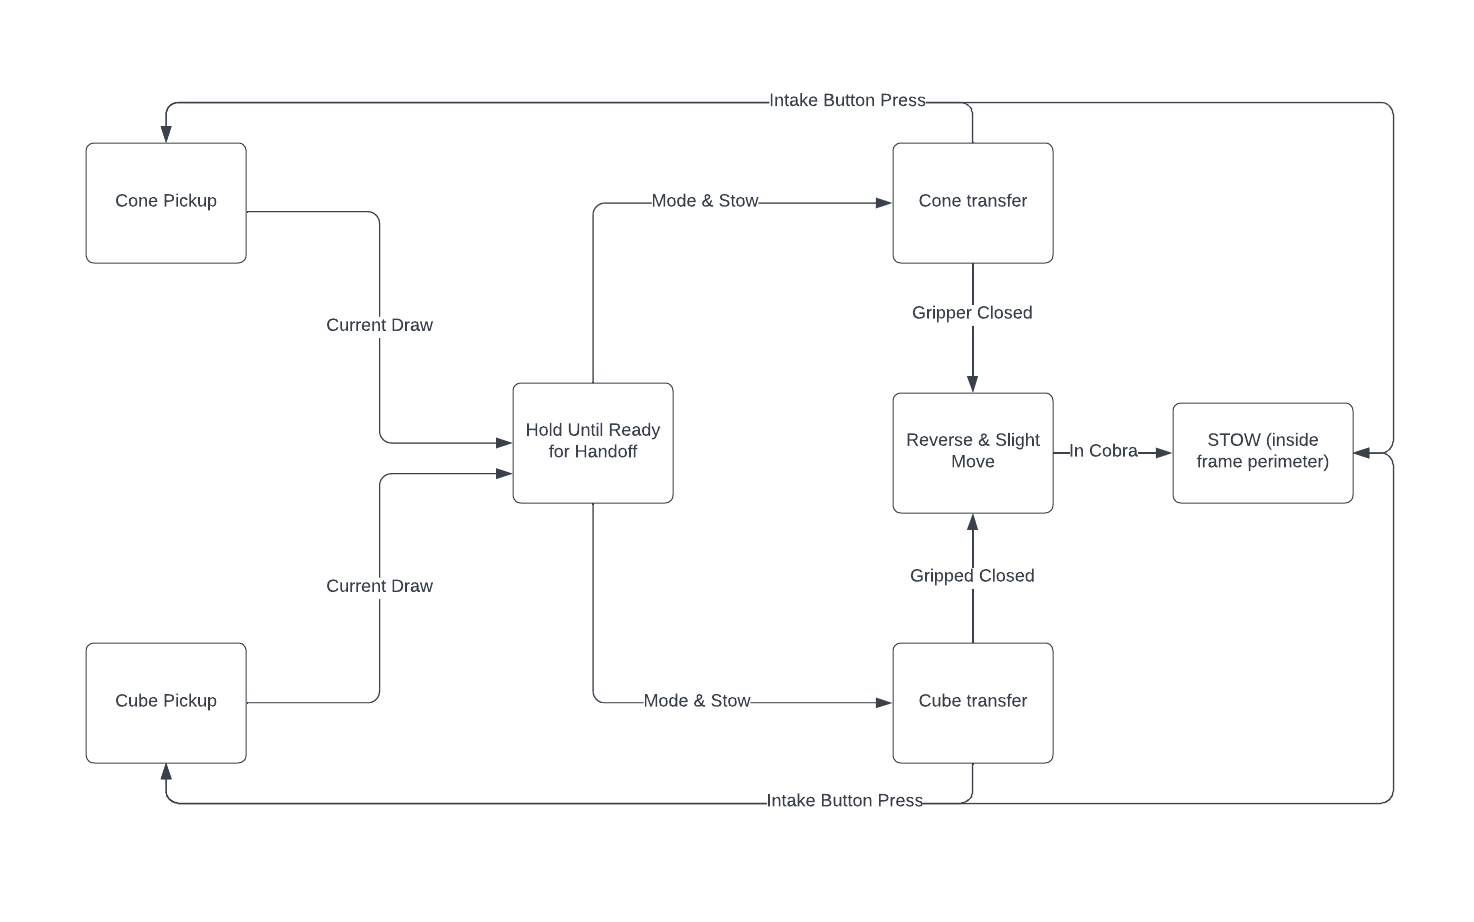 Intake Button Press
Cone Pickup
Mode & Stow
Cone transfer
Gripper Closed
Current Draw
Hold Until Ready
for Handoff
Reverse & Slight
Move
In Cobra
STOW (inside
frame perimeter)
Current Draw
Gripped Closed
Cube Pickup
Mode & Stow
Cube transfer
Intake Button Press